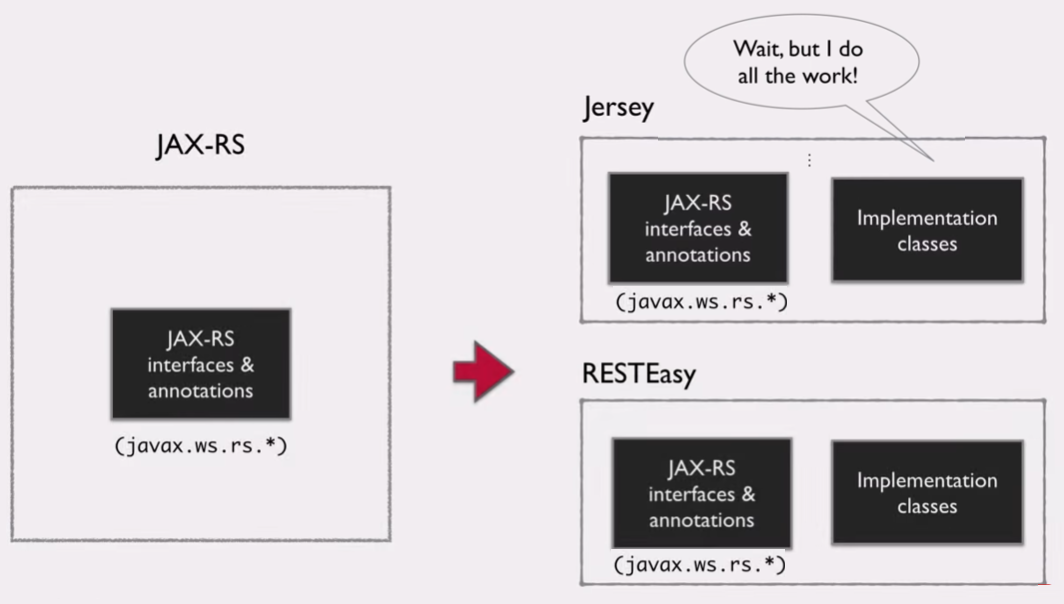 JAX-RS
JAX-RS
interfaces &
annotations
(javax.ws.rs.*)
Wait, but I do
all the work!
Jersey
JAX-RS
interfaces &
annotations
(javax.ws.rs.*)
Implementation
classes
RESTEasy
JAX-RS
interfaces &
annotations
(javax.ws.rs.*)
Implementation
classes